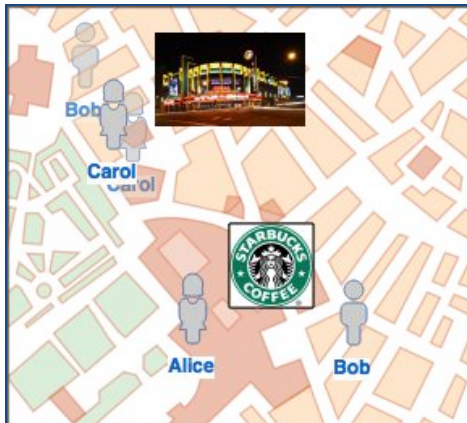 Bob
Carol
Carol
STARBUCKS
COFFEE
Alice
Bob